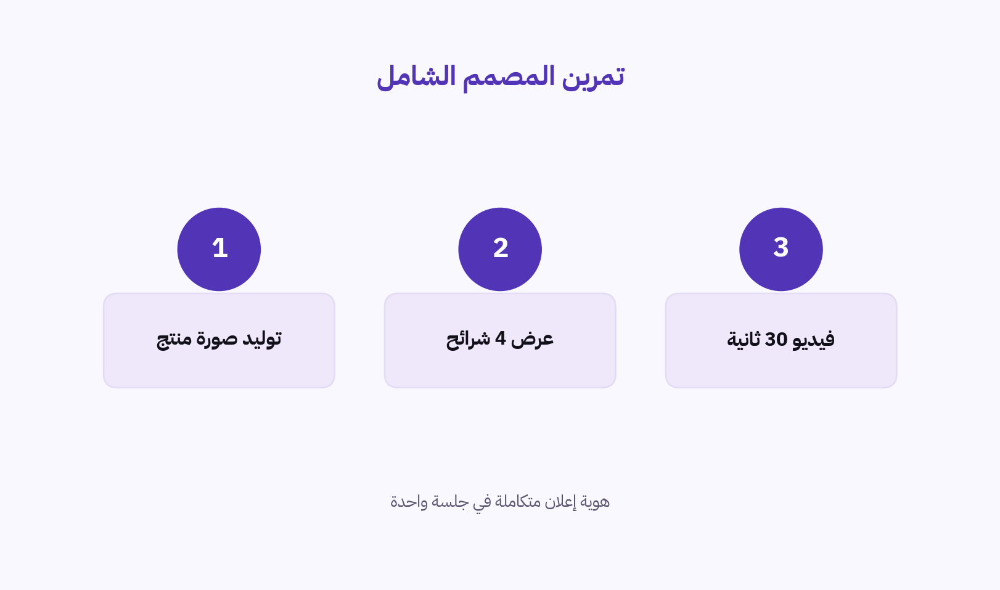 تمرين المصمم الشامل
1
توليد صورة منتج
2
عرض 4 شرائح
3
فيديو 30 ثانية
هوية إعلان متكاملة في جلسة واحدة